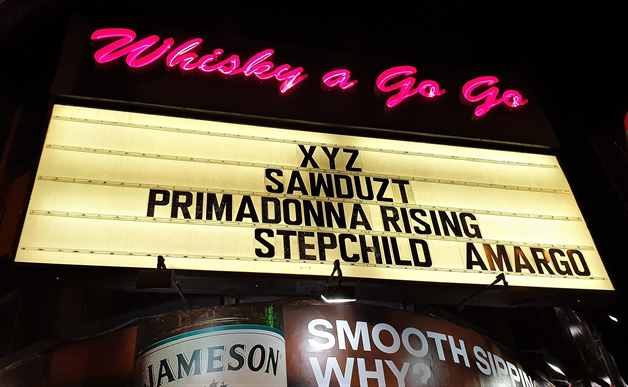 Whisky a Go Go
XYZ
SAWDUZT
PRIMADONNA RISING
STEPCHILD AMARGO
JAMESON
SMOOTH SIPPIN
WHY?